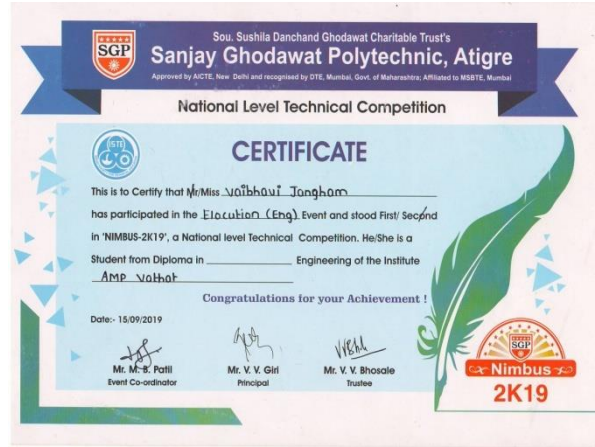 Sou. Sushila Danchand Ghodawat Charitable Trust's
SGP
Sanjay Ghodawat Polytechnic, Atigre
Approved by AICTE, New Delhi and recognised by DTE, Mumbai, Govt. of Maharashtra; Affiliated to MSBTE, Mumbai
National Level Technical Competition
ISTE
CERTIFICATE
This is to Certify that Mr/Miss Vaibhavi Jangham
has participated in the Elocution (Eng) Event and stood First/ Second
in 'NIMBUS-2K19', a National level Technical Competition. He/She is a
Student from Diploma in ______ Engineering of the Institute
AMP Vathar
Congratulations for your Achievement !
Date:- 15/09/2019
Mr. M. B. Patil Mr. V. V. Giri Mr. V. V. Bhosale
Event Co-ordinator Principal Trustee
SGP
Nimbus
2K19